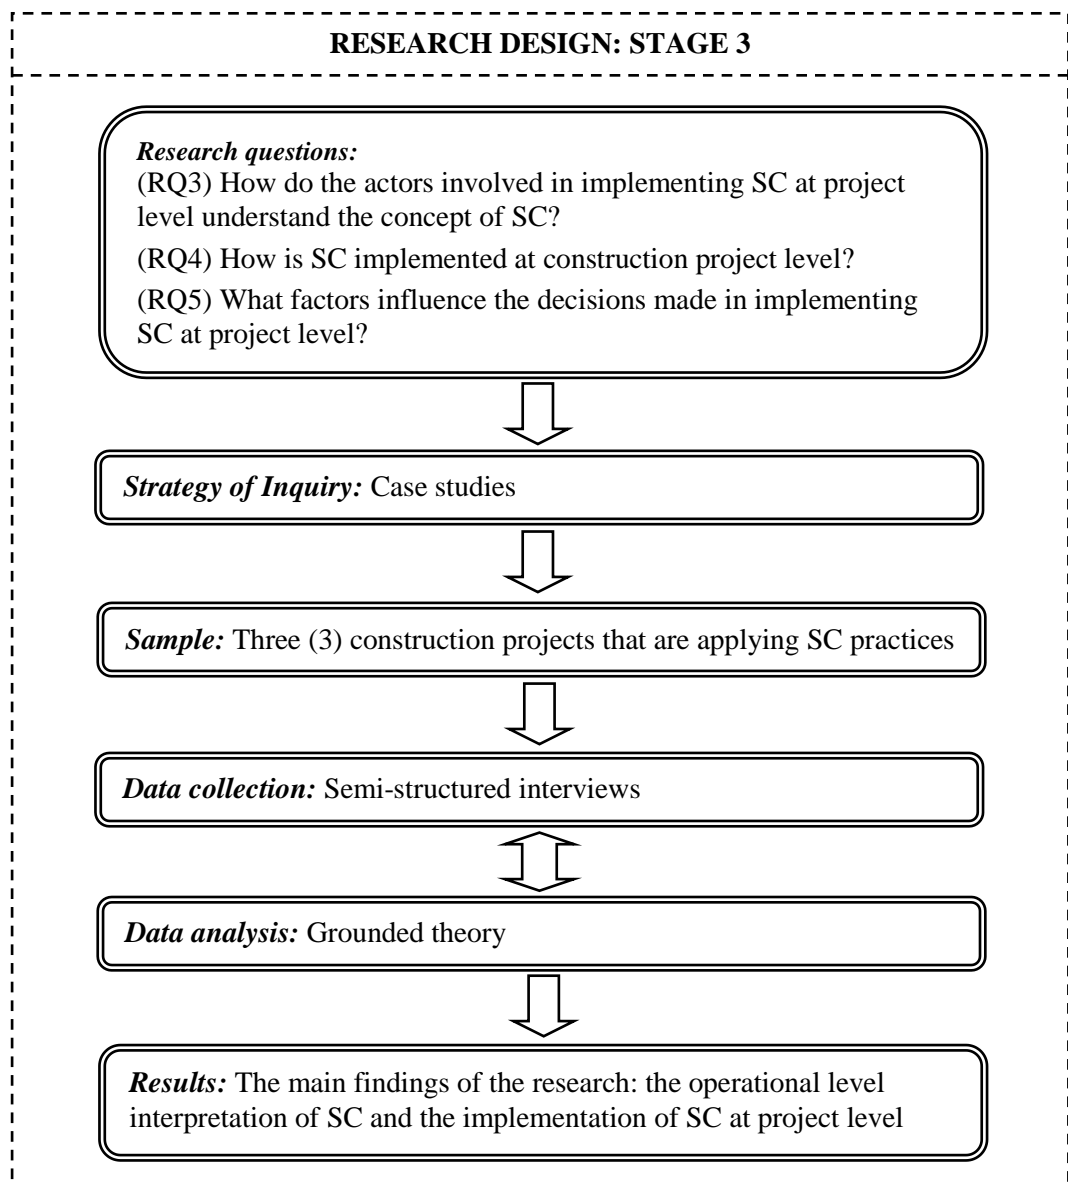 RESEARCH DESIGN: STAGE 3
Research questions:
(RQ3) How do the actors involved in implementing SC at project
level understand the concept of SC?
(RQ4) How is SC implemented at construction project level?
(RQ5) What factors influence the decisions made in implementing
SC at project level?
Strategy of Inquiry: Case studies
Sample: Three (3) construction projects that are applying SC practices
Data collection: Semi-structured interviews
Data analysis: Grounded theory
Results: The main findings of the research: the operational level
interpretation of SC and the implementation of SC at project level